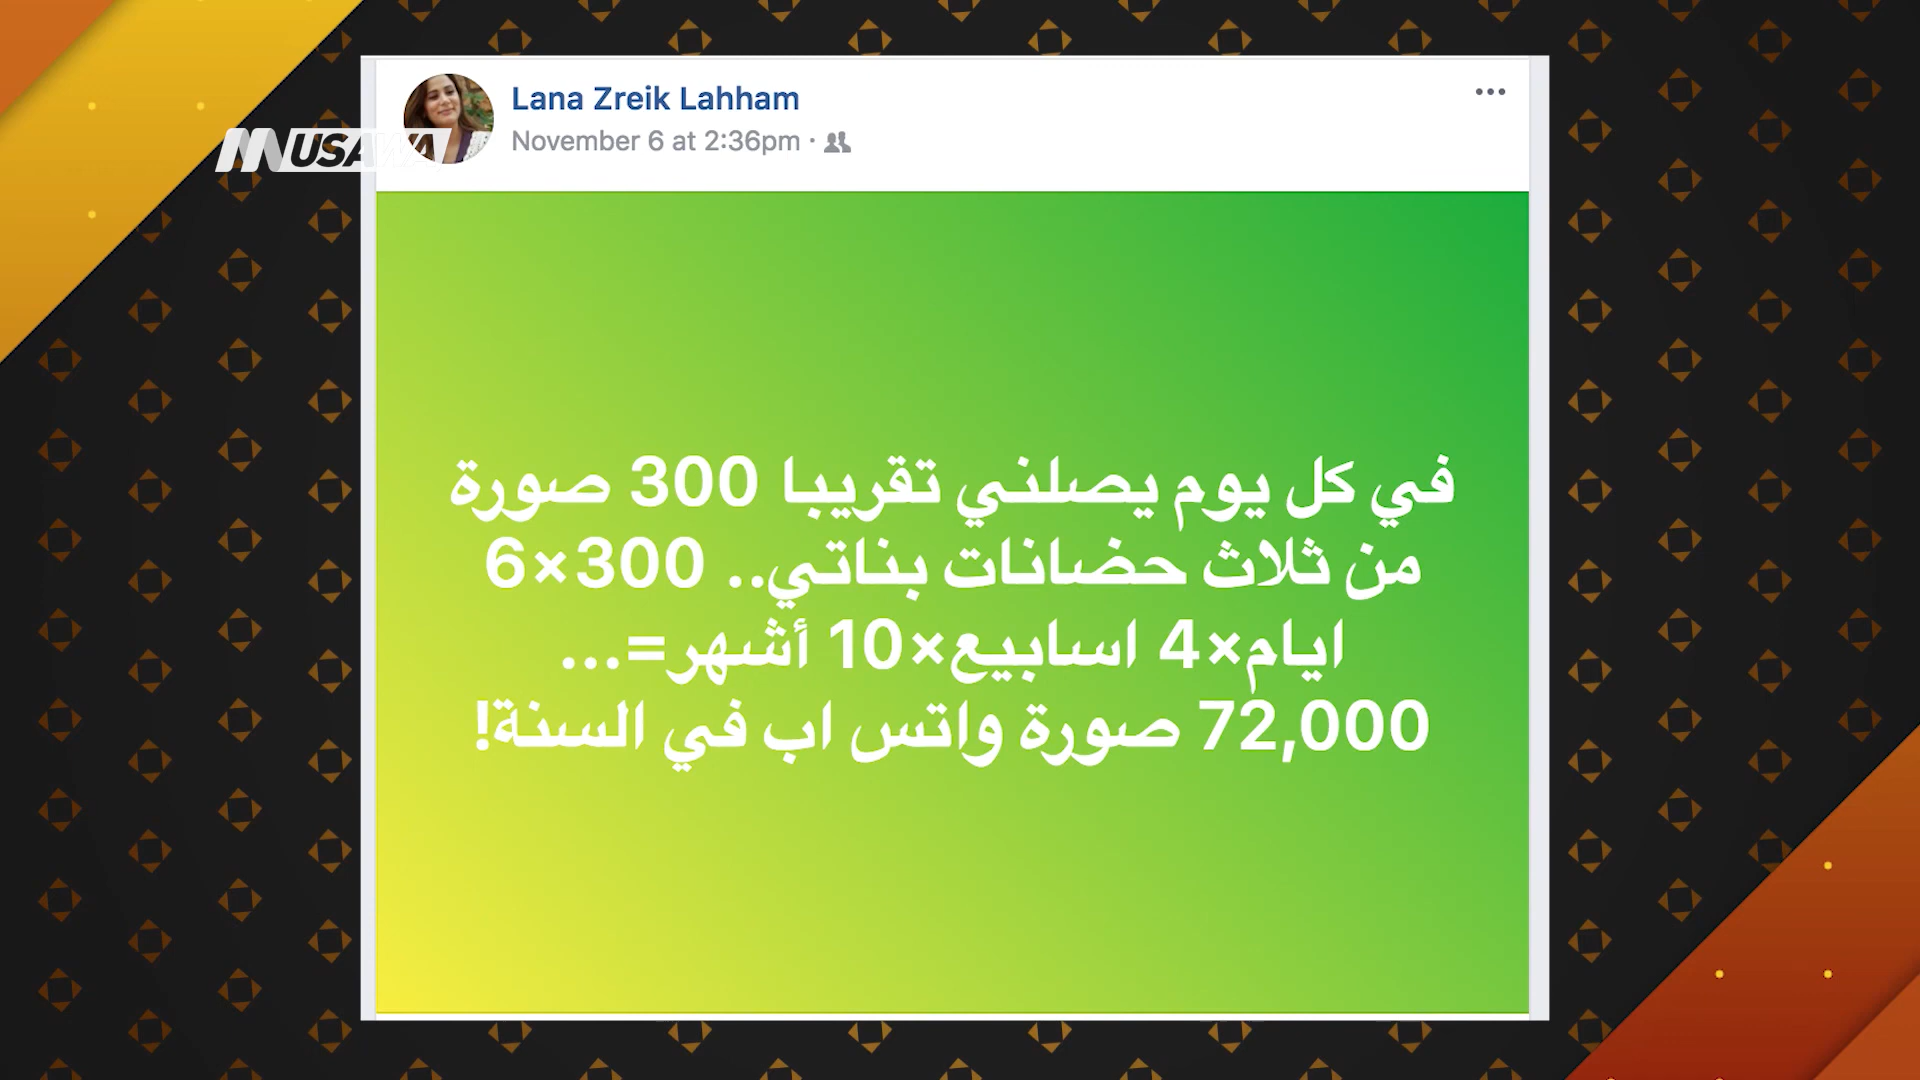 Lana Zreik Lahham
November 6 at 2:36pm ·
MUSAWA
في كل يوم يصلني تقريبا 300 صورة
من ثلاث حضانات بناتي.. 300×6
ايام×4 اسابيع×10 أشهر=...
72,000 صورة واتس اب في السنة!